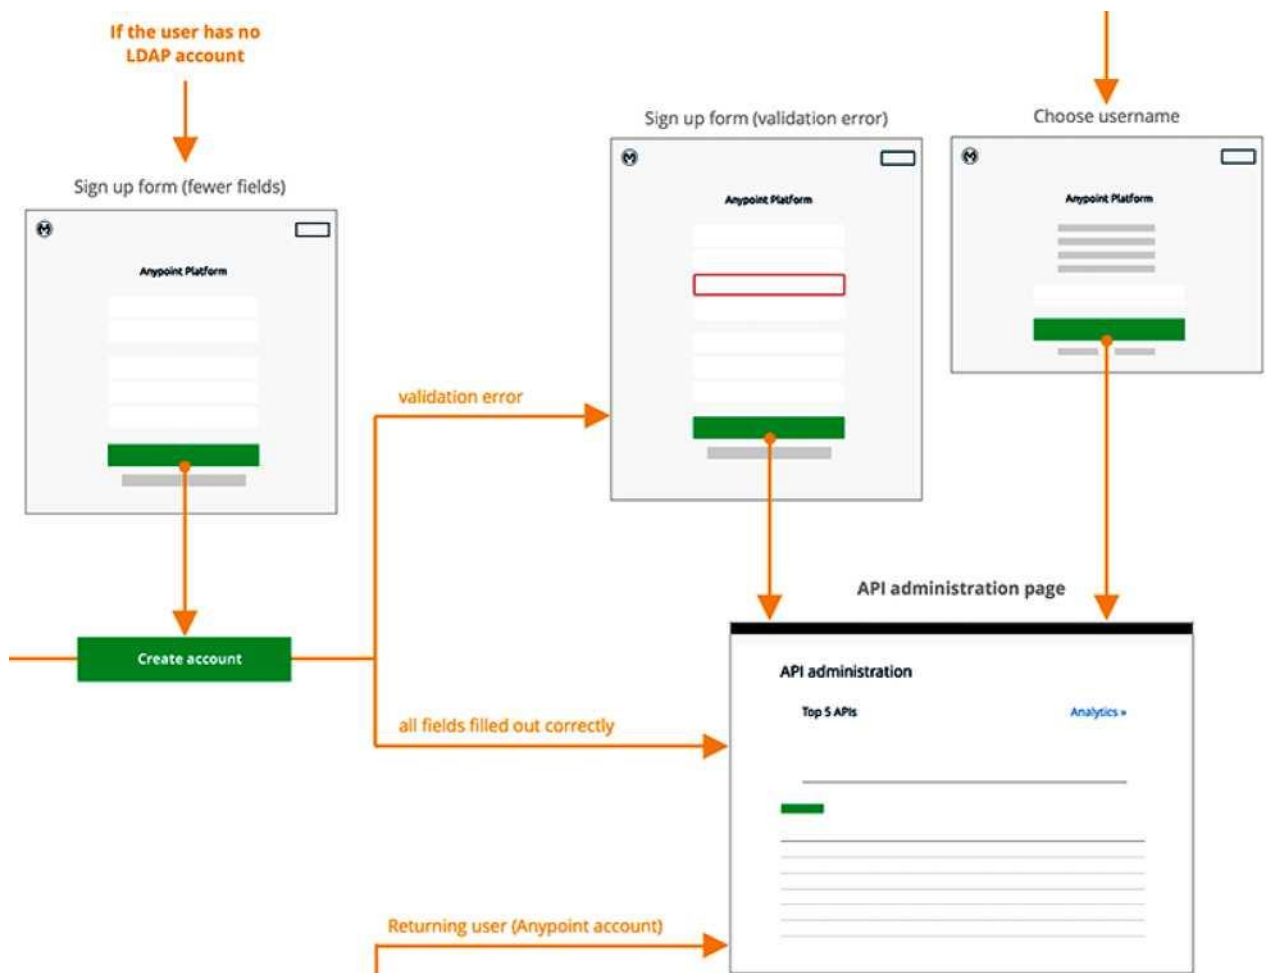 If the user has no
LDAP account
Sign up form (fewer fields)
Anypoint Platform
Create account
validation error
all fields filled out correctly
Returning user (Anypoint account)
Sign up form (validation error)
Anypoint Platform
Choose username
Anypoint Platform
API administration page
API administration
Top 5 APIs
Analytics »